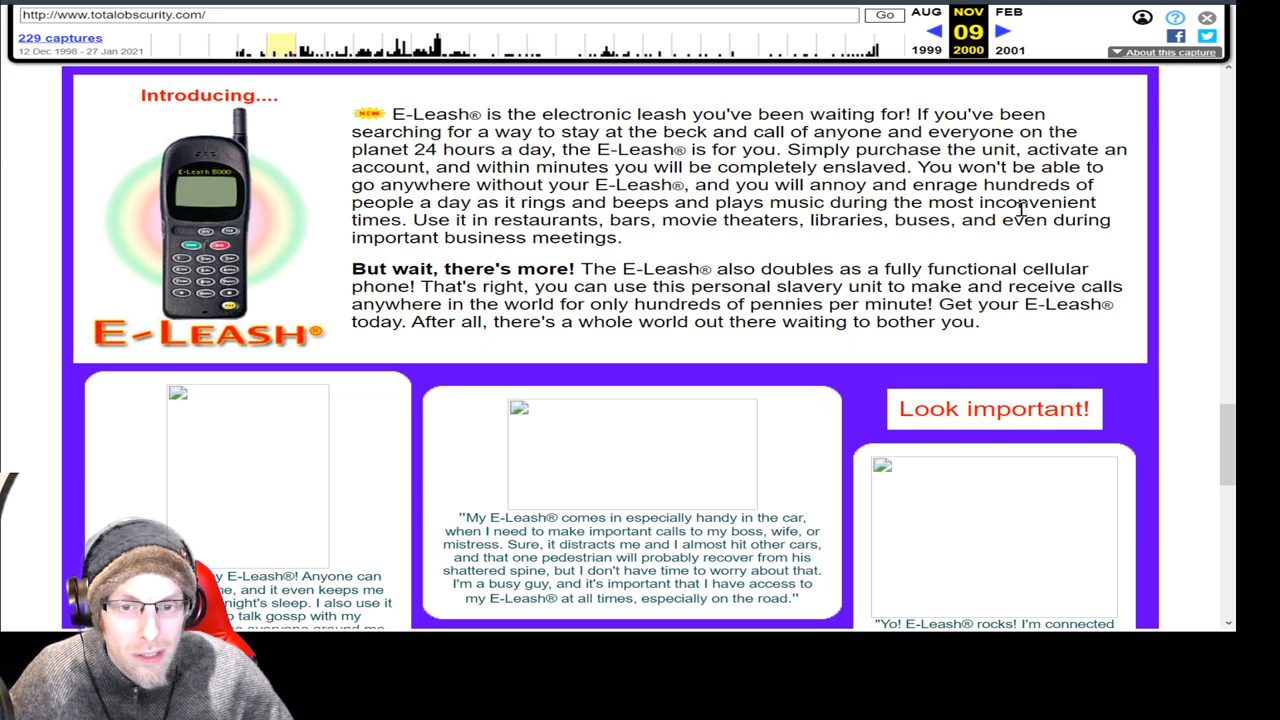 http://www.totalobscurity.com/
Go
AUG
NOV
FEB
229 captures
09
12 Dec 1998 - 27 Jan 2021
1999
2000
2001
About this capture
Introducing....
NEW E-Leash® is the electronic leash you've been waiting for! If you've been
searching for a way to stay at the beck and call of anyone and everyone on the
planet 24 hours a day, the E-Leash® is for you. Simply purchase the unit, activate an
account, and within minutes you will be completely enslaved. You won't be able to
go anywhere without your E-Leash®, and you will annoy and enrage hundreds of
people a day as it rings and beeps and plays music during the most inconvenient
times. Use it in restaurants, bars, movie theaters, libraries, buses, and even during
important business meetings.
But wait, there's more! The E-Leash® also doubles as a fully functional cellular
phone! That's right, you can use this personal slavery unit to make and receive calls
anywhere in the world for only hundreds of pennies per minute! Get your E-Leash®
today. After all, there's a whole world out there waiting to bother you.
E-Leash 5000
E-LEASH®
Look important!
"My E-Leash® comes in especially handy in the car,
when I need to make important calls to my boss, wife, or
mistress. Sure, it distracts me and I almost hit other cars,
and that one pedestrian will probably recover from his
shattered spine, but I don't have time to worry about that.
I'm a busy guy, and it's important that I have access to
my E-Leash® at all times, especially on the road."
y E-Leash®! Anyone can
ne, and it even keeps me
night's sleep. I also use it
o talk gossp with my
everyone around me
"Yo! E-Leash® rocks! I'm connected